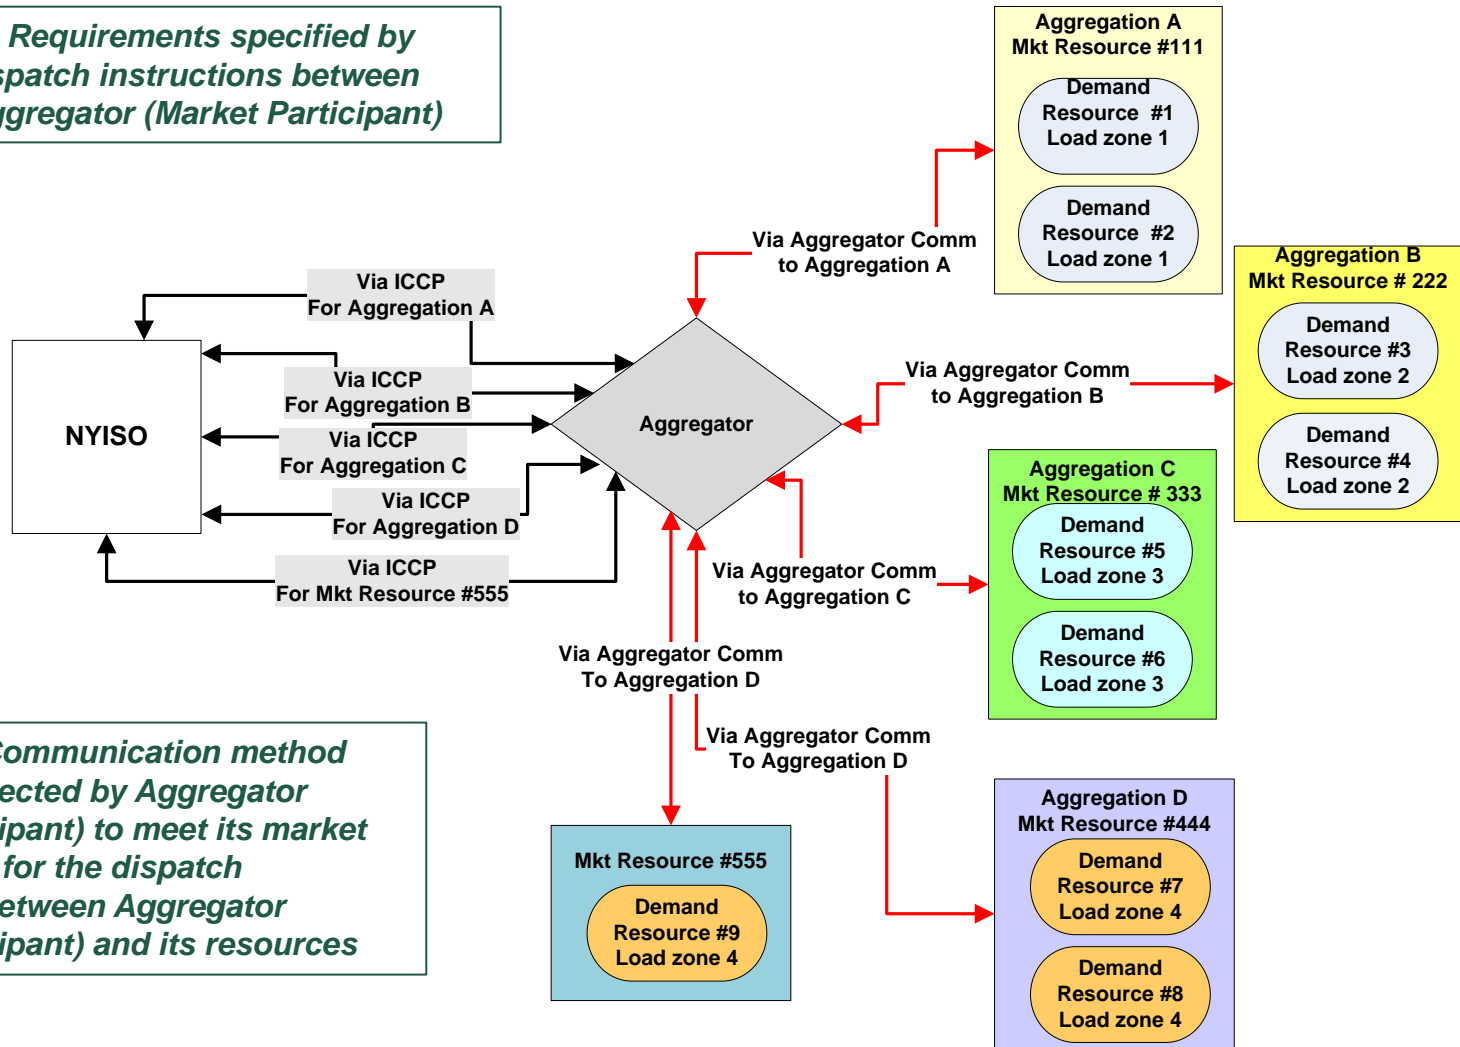 Requirements specified by
spatch instructions between
ggregator (Market Participant)
Aggregation A
Mkt Resource #111
Demand
Resource #1
Load zone 1
Demand
Resource #2
Load zone 1
Via Aggregator Comm
to Aggregation A
Aggregation B
Mkt Resource # 222
Demand
Resource #3
Load zone 2
Demand
Resource #4
Load zone 2
Via ICCP
For Aggregation A
Via ICCP
For Aggregation B
Via ICCP
For Aggregation C
Via ICCP
For Aggregation D
Via ICCP
For Mkt Resource #555
NYISO
Aggregator
Via Aggregator Comm
to Aggregation B
Aggregation C
Mkt Resource # 333
Demand
Resource #5
Load zone 3
Demand
Resource #6
Load zone 3
Via Aggregator Comm
to Aggregation C
Via Aggregator Comm
To Aggregation D
Via Aggregator Comm
To Aggregation D
Communication method
ected by Aggregator
cipant) to meet its market
for the dispatch
between Aggregator
cipant) and its resources
Mkt Resource #555
Demand
Resource #9
Load zone 4
Aggregation D
Mkt Resource #444
Demand
Resource #7
Load zone 4
Demand
Resource #8
Load zone 4